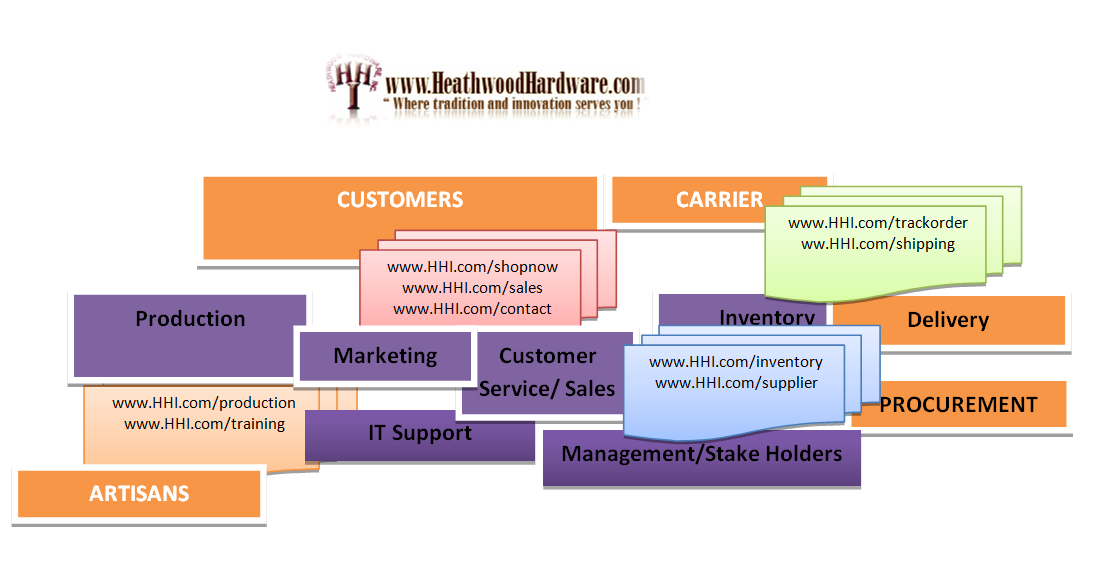 HHI
www.HeathwoodHardware.com
“ Where tradition and innovation serves you !
CUSTOMERS
CARRIER
www.HHI.com/trackorder
ww.HHI.com/shipping
www.HHI.com/shopnow
www.HHI.com/sales
www.HHI.com/contact
Production
Inventory
Delivery
Marketing
Customer
Service/ Sales
www.HHI.com/inventory
www.HHI.com/supplier
www.HHI.com/production
www.HHI.com/training
PROCUREMENT
IT Support
Management/Stake Holders
ARTISANS